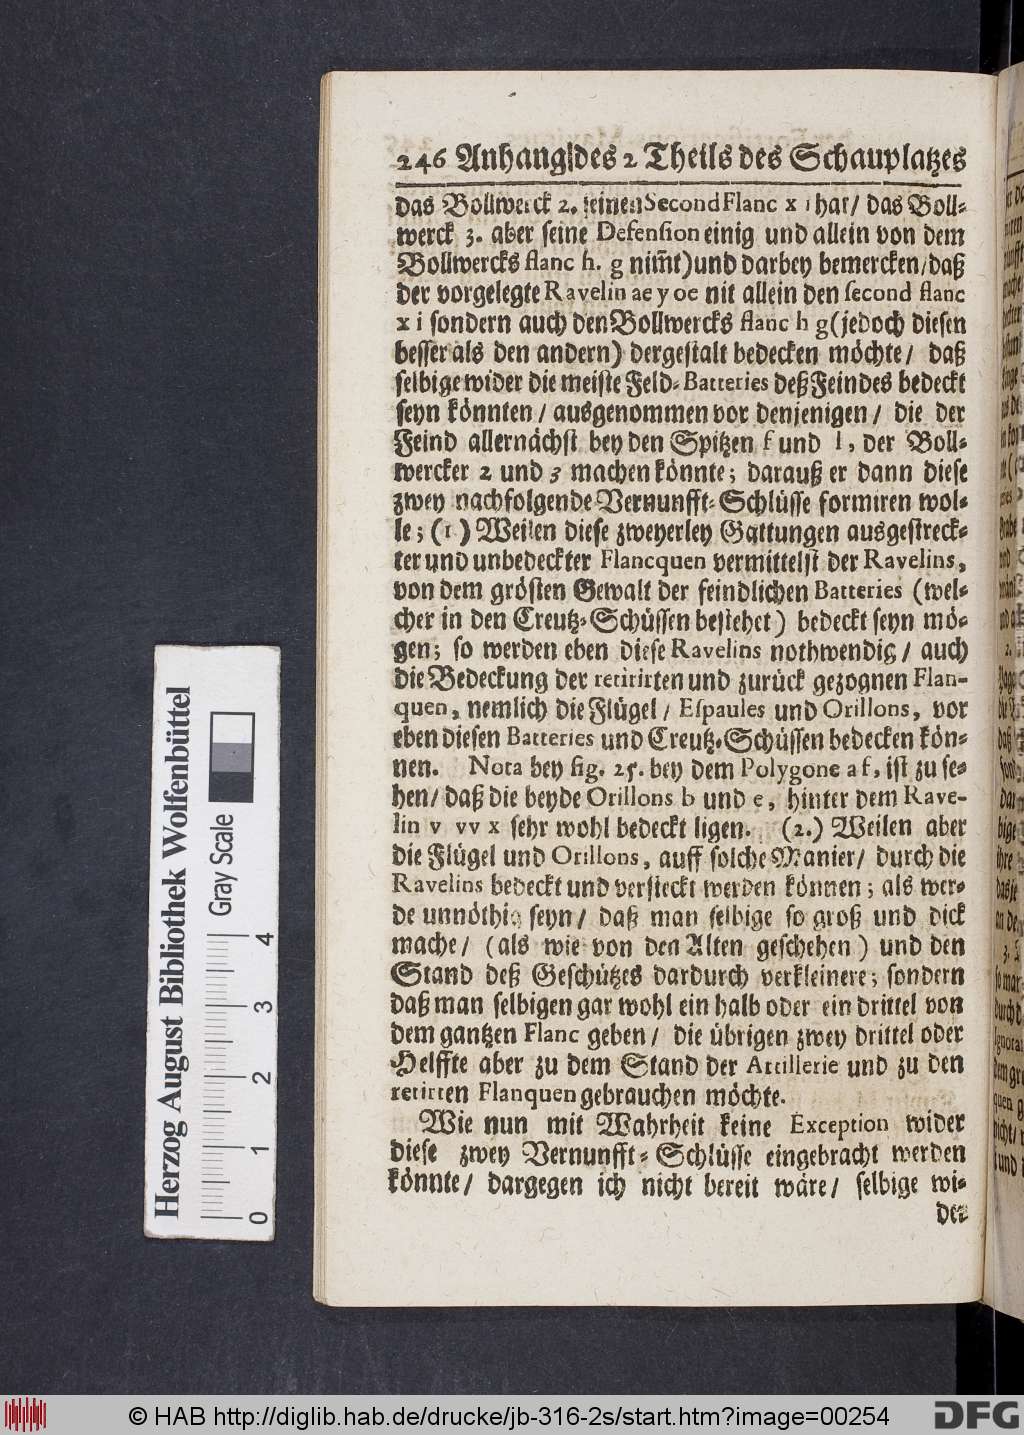 246 Anhang des 2 Theils des Schauplatzes
das Bollwerck 2. seinen Second Flanc x i hat/ das Boll-
werck 3. aber seine Defension einig und allein von dem
Bollwercks flanc h. g nim̃t) und darbey bemercken/ daß
der vorgelegte Ravelin ae y oe nit allein den second flanc
x i sondern auch den Bollwercks flanc h g (jedoch diesen
besser als den andern) dergestalt bedecken möchte/ daß
selbige wider die meiste Feld-Batteries deß Feindes bedeckt
seyn könnten/ ausgenommen vor denjenigen/ die der
Feind allernächst bey den Spitzen f und l, der Boll-
wercker 2 und 3 machen könnte; darauß er dann diese
zwey nachfolgende Vernunfft-Schlüsse formiren wol-
le; (1) Weilen diese zweyerley Gattungen ausgestreck-
ter und unbedeckter Flancquen vermittelst der Ravelins,
von dem grösten Gewalt der feindlichen Batteries (wel-
cher in den Creutz-Schüssen bestehet) bedeckt seyn mö-
gen; so werden eben diese Ravelins nothwendig/ auch
die Bedeckung der retirirten und zurück gezognen Flan-
quen, nemlich die Flügel/ Espaules und Orillons, vor
eben diesen Batteries und Creutz-Schüssen bedecken kön-
nen. Nota bey fig. 25. bey dem Polygone a f, ist zu se-
hen/ daß die beyde Orillons b und e, hinter dem Rave-
lin v vv x sehr wohl bedeckt ligen. (2.) Weilen aber
die Flügel und Orillons, auff solche Manier/ durch die
Ravelins bedeckt und versteckt werden können; als wer-
de unnöthig seyn/ daß man selbige so groß und dick
mache/ (als wie von den Alten geschehen) und den
Stand deß Geschützes dardurch verkleinere; sondern
daß man selbigen gar wohl ein halb oder ein drittel von
dem gantzen Flanc geben/ die übrigen zwey drittel oder
Helffte aber zu dem Stand der Artillerie und zu den
retirten Flanquen gebrauchen möchte.
Wie nun mit Wahrheit keine Exception wider
diese zwey Vernunfft-Schlüsse eingebracht werden
könnte/ dargegen ich nicht bereit wäre/ selbige wi-
der
Herzog August Bibliothek Wolfenbüttel
Gray Scale
0 1 2 3 4
© HAB http://diglib.hab.de/drucke/jb-316-2s/start.htm?image=00254
DFG